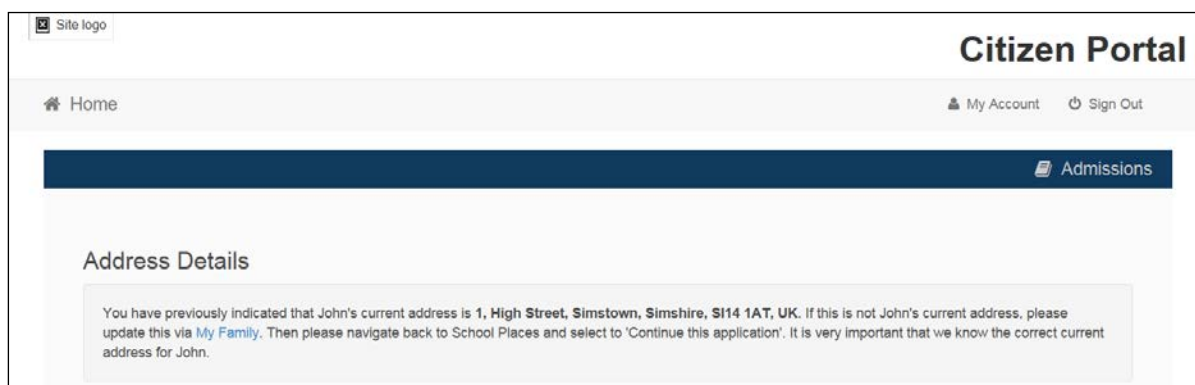 Site logo
Citizen Portal
Home
My Account
Sign Out
Admissions
Address Details
You have previously indicated that John's current address is 1, High Street, Simstown, Simshire, SI14 1AT, UK. If this is not John's current address, please
update this via My Family. Then please navigate back to School Places and select to 'Continue this application'. It is very important that we know the correct current
address for John.